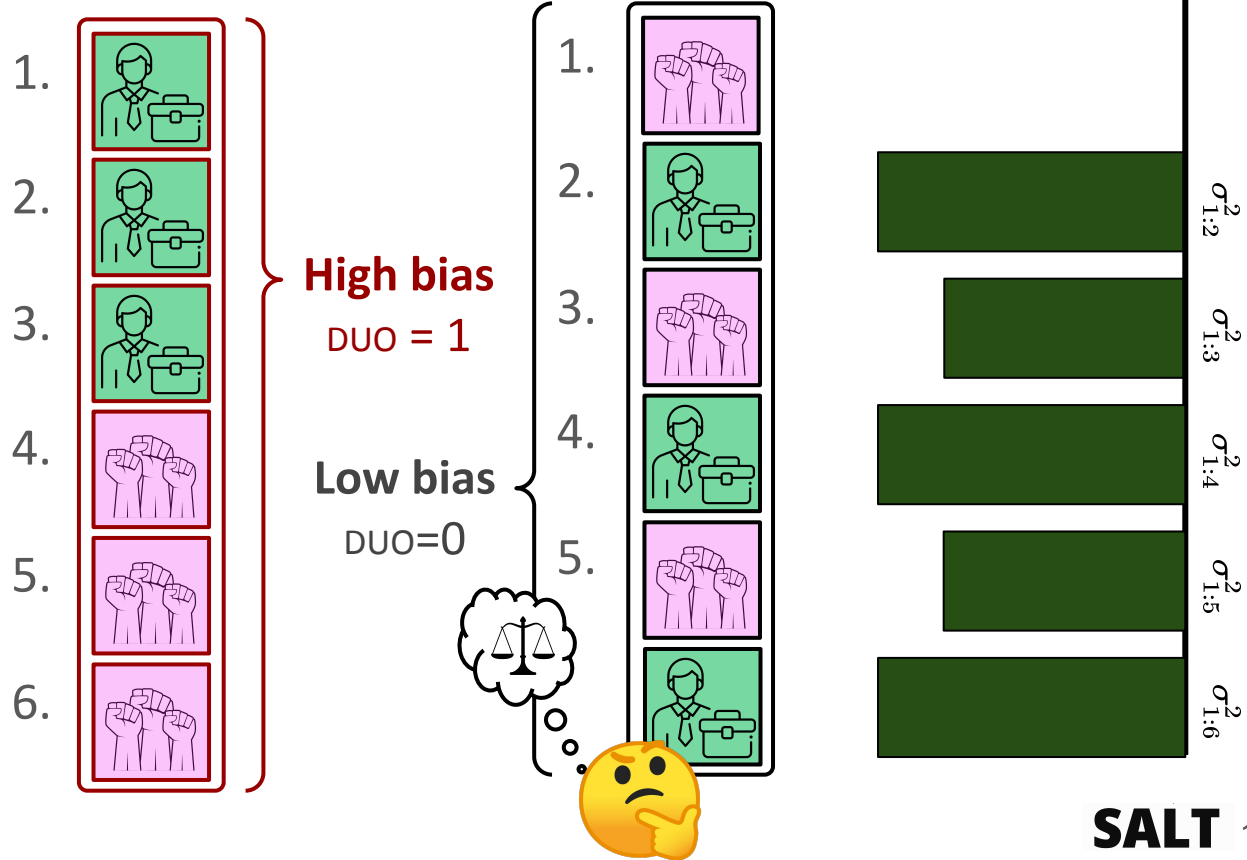 1.
2.
3.
4.
5.
6.
High bias
DUO = 1
Low bias
DUO=0
1.
2.
3.
4.
5.
σ²₁:₂
σ²₁:₃
σ²₁:₄
σ²₁:₅
σ²₁:₆
SALT